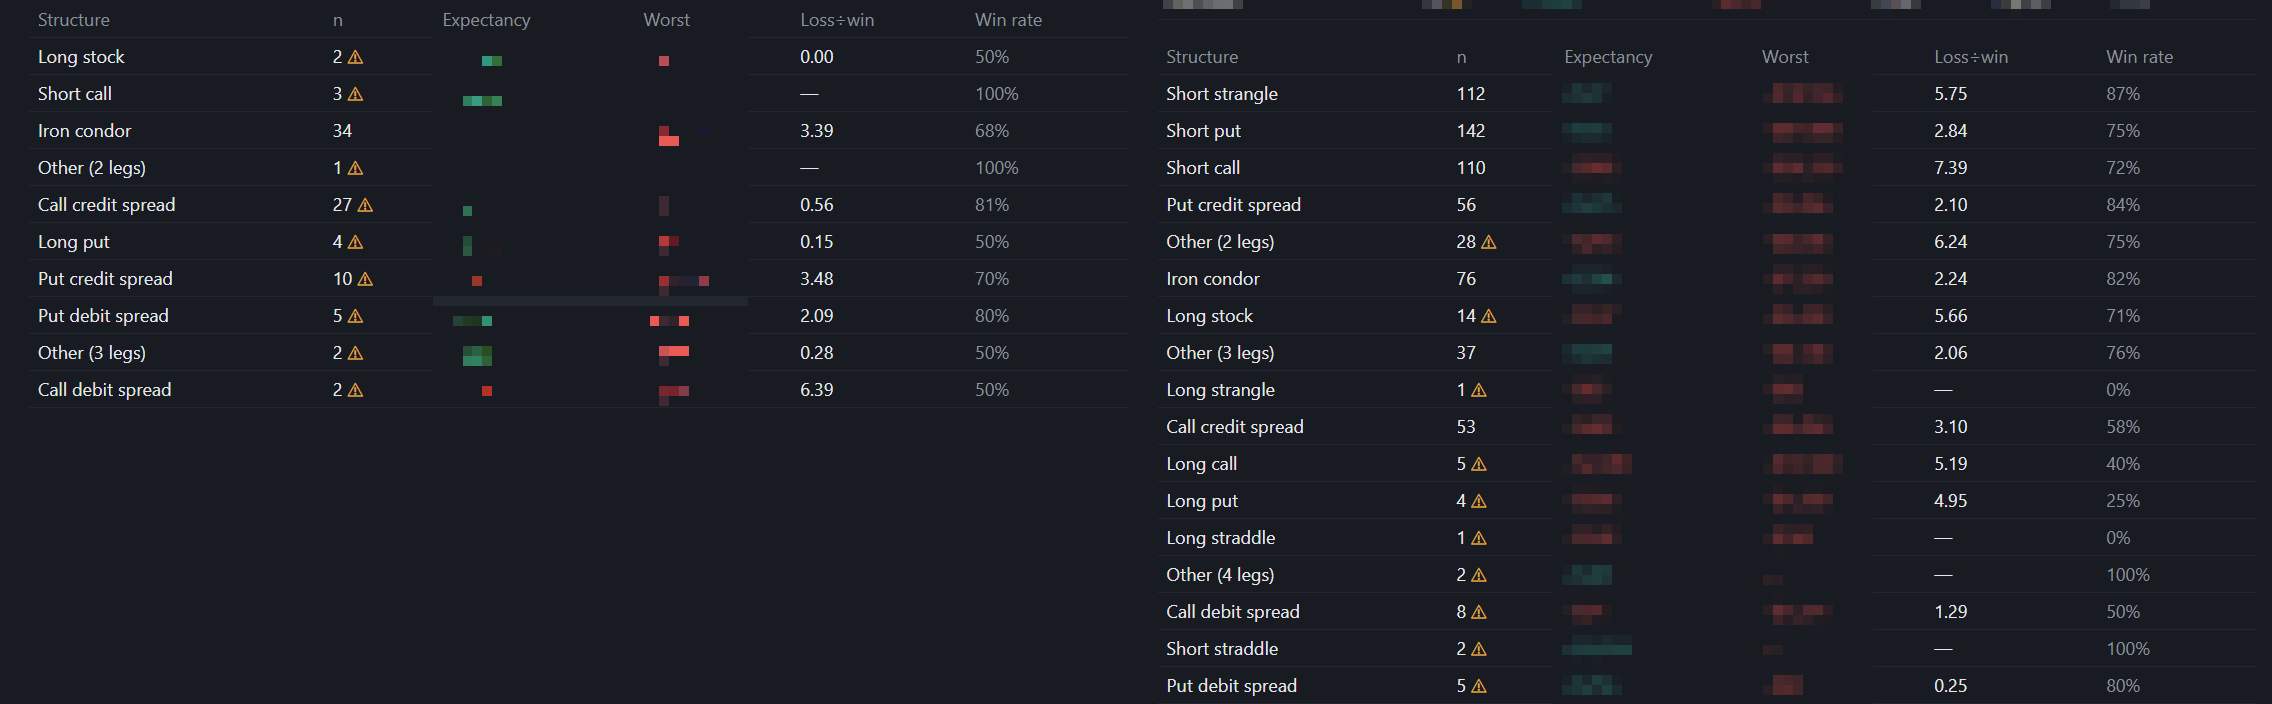 Structure n Expectancy Worst Loss÷win Win rate
Long stock 2 ⚠ 0.00 50%
Short call 3 ⚠ — 100%
Iron condor 34 3.39 68%
Other (2 legs) 1 ⚠ — 100%
Call credit spread 27 ⚠ 0.56 81%
Long put 4 ⚠ 0.15 50%
Put credit spread 10 ⚠ 3.48 70%
Put debit spread 5 ⚠ 2.09 80%
Other (3 legs) 2 ⚠ 0.28 50%
Call debit spread 2 ⚠ 6.39 50%
Structure n Expectancy Worst Loss÷win Win rate
Short strangle 112 5.75 87%
Short put 142 2.84 75%
Short call 110 7.39 72%
Put credit spread 56 2.10 84%
Other (2 legs) 28 ⚠ 6.24 75%
Iron condor 76 2.24 82%
Long stock 14 ⚠ 5.66 71%
Other (3 legs) 37 2.06 76%
Long strangle 1 ⚠ — 0%
Call credit spread 53 3.10 58%
Long call 5 ⚠ 5.19 40%
Long put 4 ⚠ 4.95 25%
Long straddle 1 ⚠ — 0%
Other (4 legs) 2 ⚠ — 100%
Call debit spread 8 ⚠ 1.29 50%
Short straddle 2 ⚠ — 100%
Put debit spread 5 ⚠ 0.25 80%